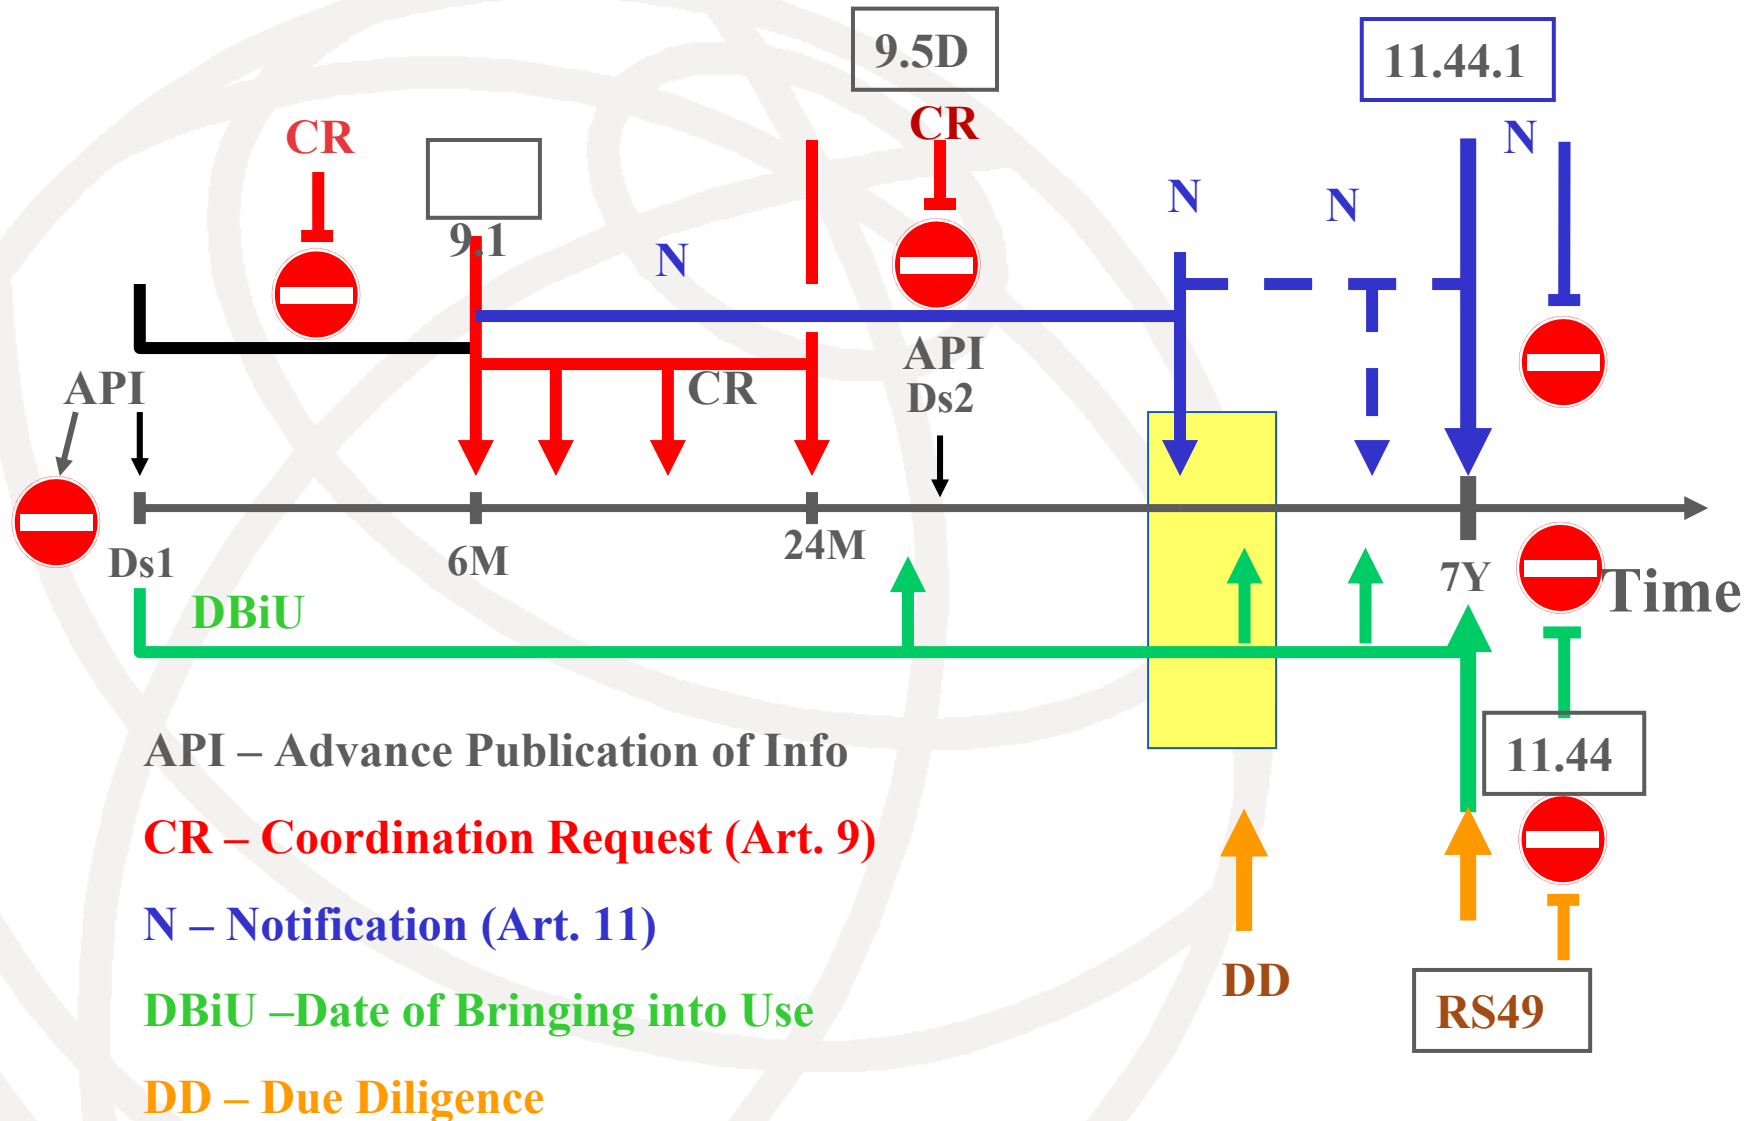 9.5D
11.44.1
CR
CR
N
9.1
N
N
N
API
CR
API
Ds2
Ds1
6M
24M
7Y
Time
DBiU
API – Advance Publication of Info
11.44
CR – Coordination Request (Art. 9)
N – Notification (Art. 11)
DD
DBiU –Date of Bringing into Use
RS49
DD – Due Diligence